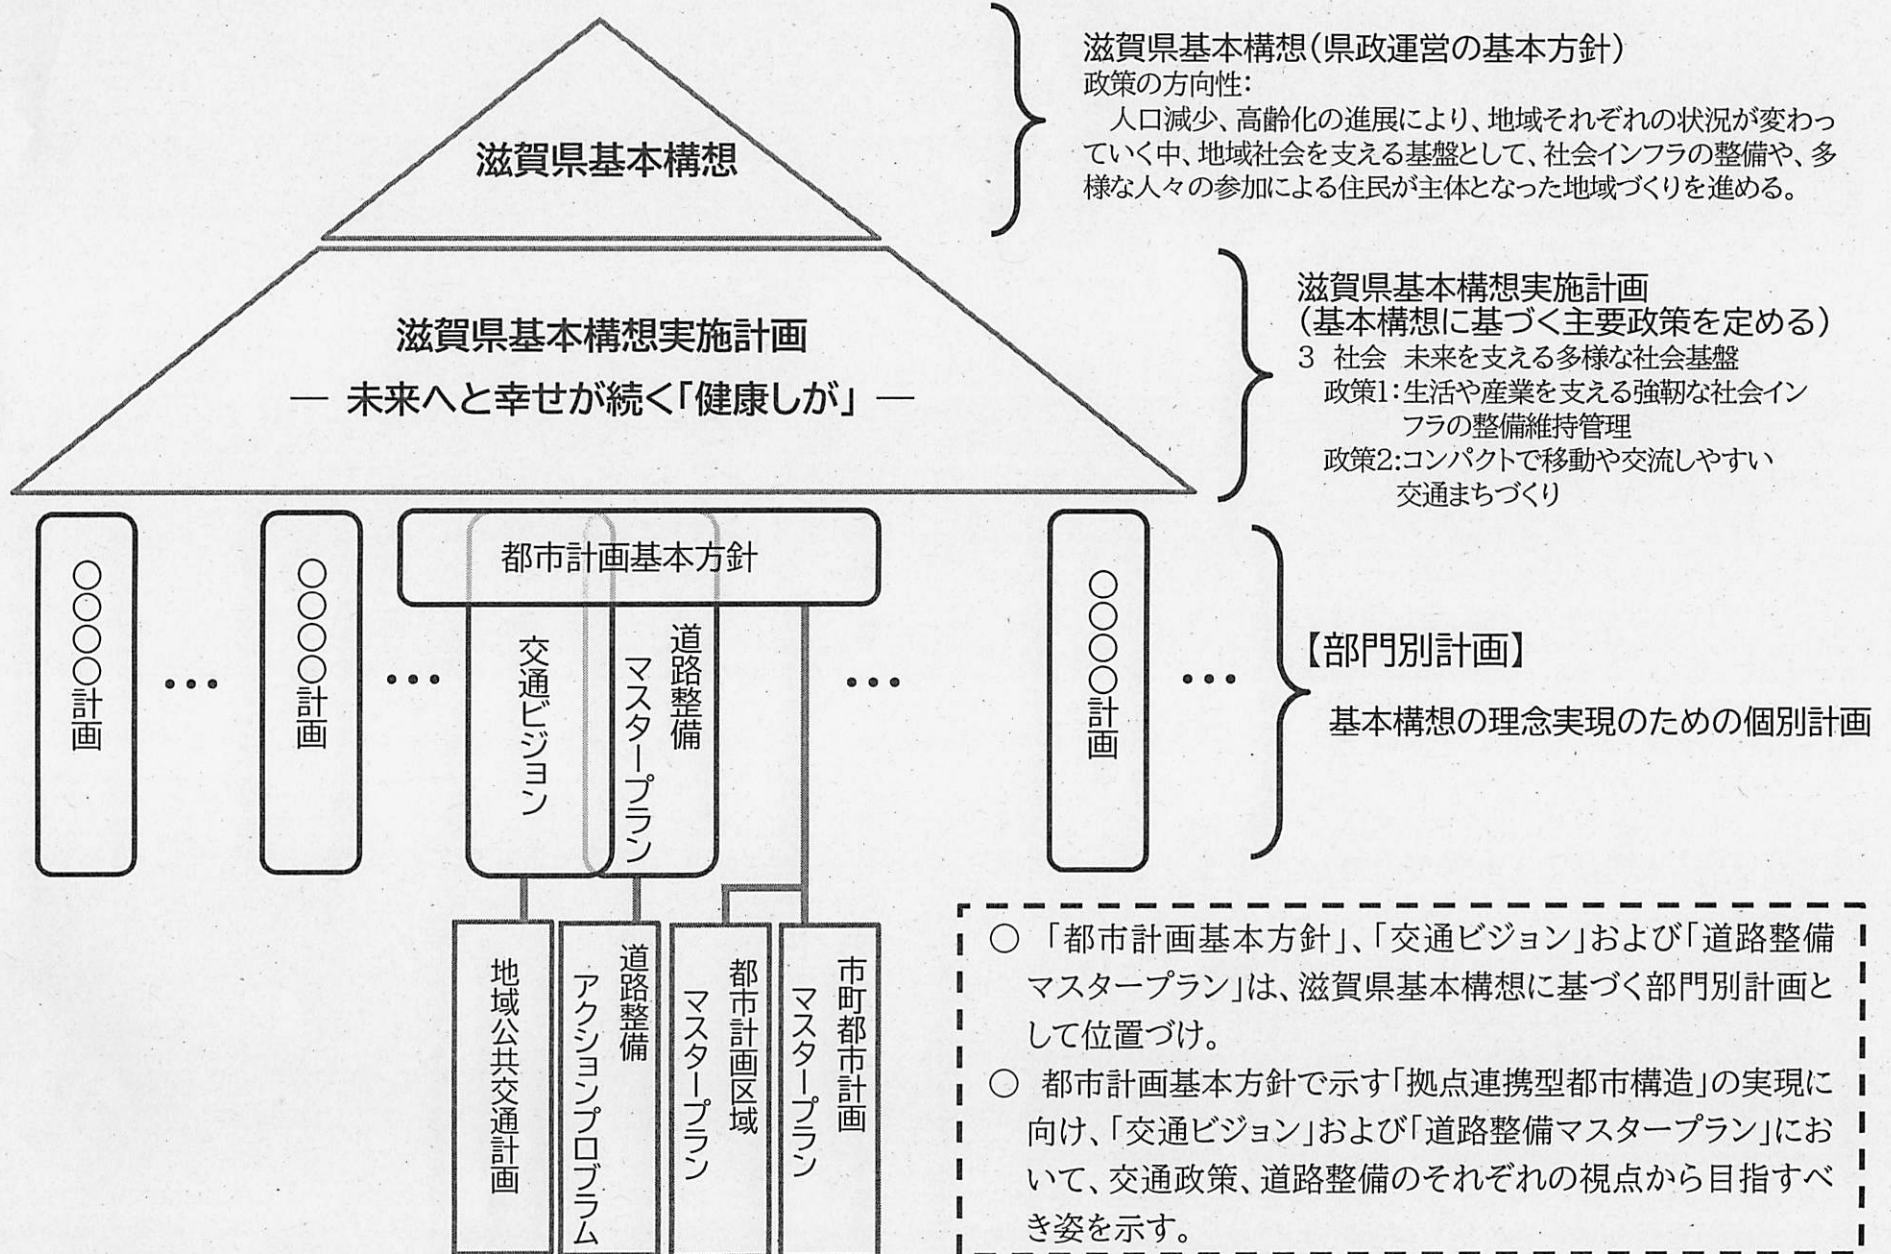 滋賀県基本構想
滋賀県基本構想(県政運営の基本方針)
政策の方向性:
人口減少、高齢化の進展により、地域それぞれの状況が変わっ
ていく中、地域社会を支える基盤として、社会インフラの整備や、多
様な人々の参加による住民が主体となった地域づくりを進める。
滋賀県基本構想実施計画
― 未来へと幸せが続く「健康しが」 ―
滋賀県基本構想実施計画
(基本構想に基づく主要政策を定める)
3 社会 未来を支える多様な社会基盤
政策1:生活や産業を支える強靭な社会イン
フラの整備維持管理
政策2:コンパクトで移動や交流しやすい
交通まちづくり
○○○○計画
…
○○○○計画
…
都市計画基本方針
交通ビジョン
道路整備
マスタープラン
…
○○○○計画
…
【部門別計画】
基本構想の理念実現のための個別計画
地域公共交通計画
道路整備
アクションプロブラム
都市計画区域
マスタープラン
市町都市計画
マスタープラン
○ 「都市計画基本方針」、「交通ビジョン」および「道路整備
マスタープラン」は、滋賀県基本構想に基づく部門別計画と
して位置づけ。
○ 都市計画基本方針で示す「拠点連携型都市構造」の実現に
向け、「交通ビジョン」および「道路整備マスタープラン」にお
いて、交通政策、道路整備のそれぞれの視点から目指すべ
き姿を示す。